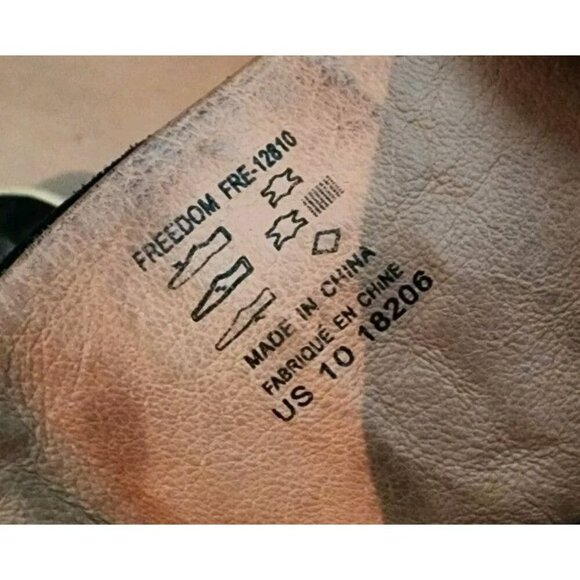 FREEDOM FRE-12810
MADE IN CHINA
FABRIQUÉ EN CHINE
US 10 18206